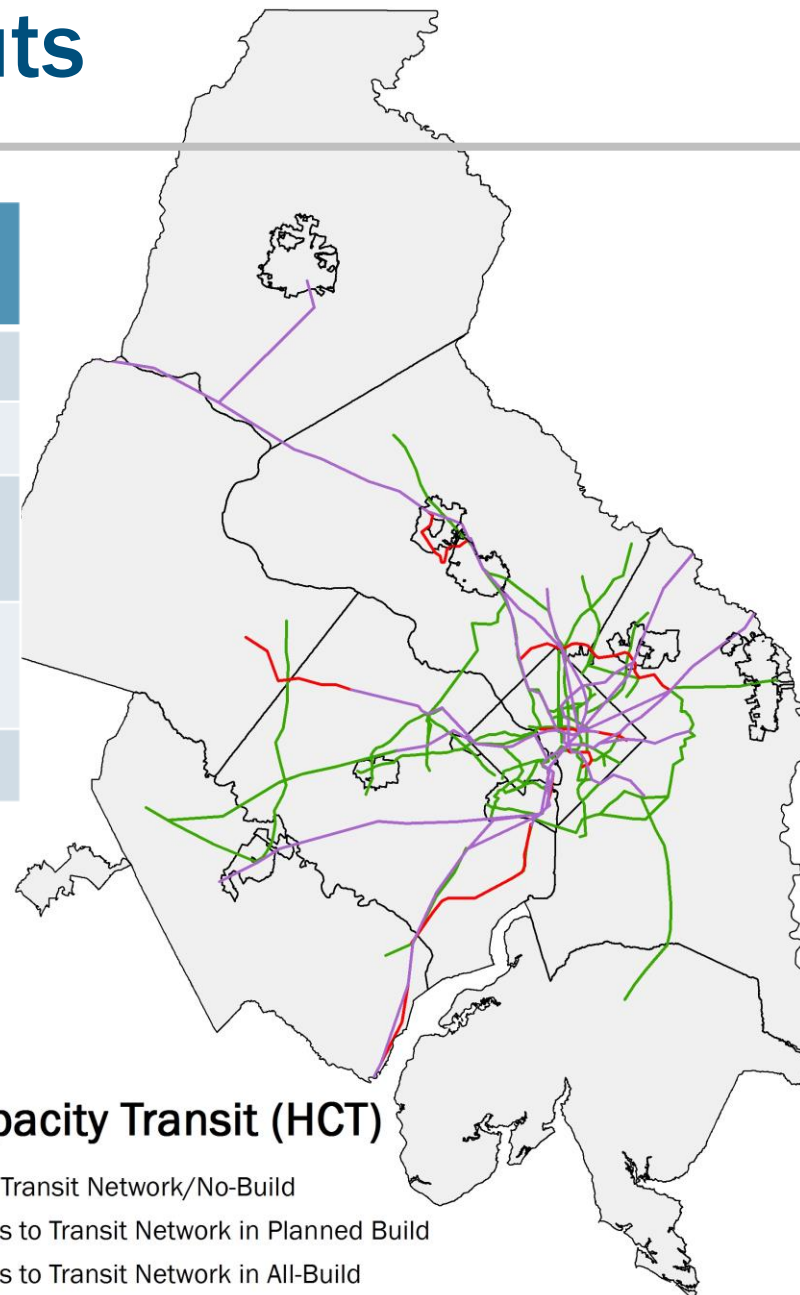 uts
pacity Transit (HCT)
Transit Network/No-Build
s to Transit Network in Planned Build
s to Transit Network in All-Build